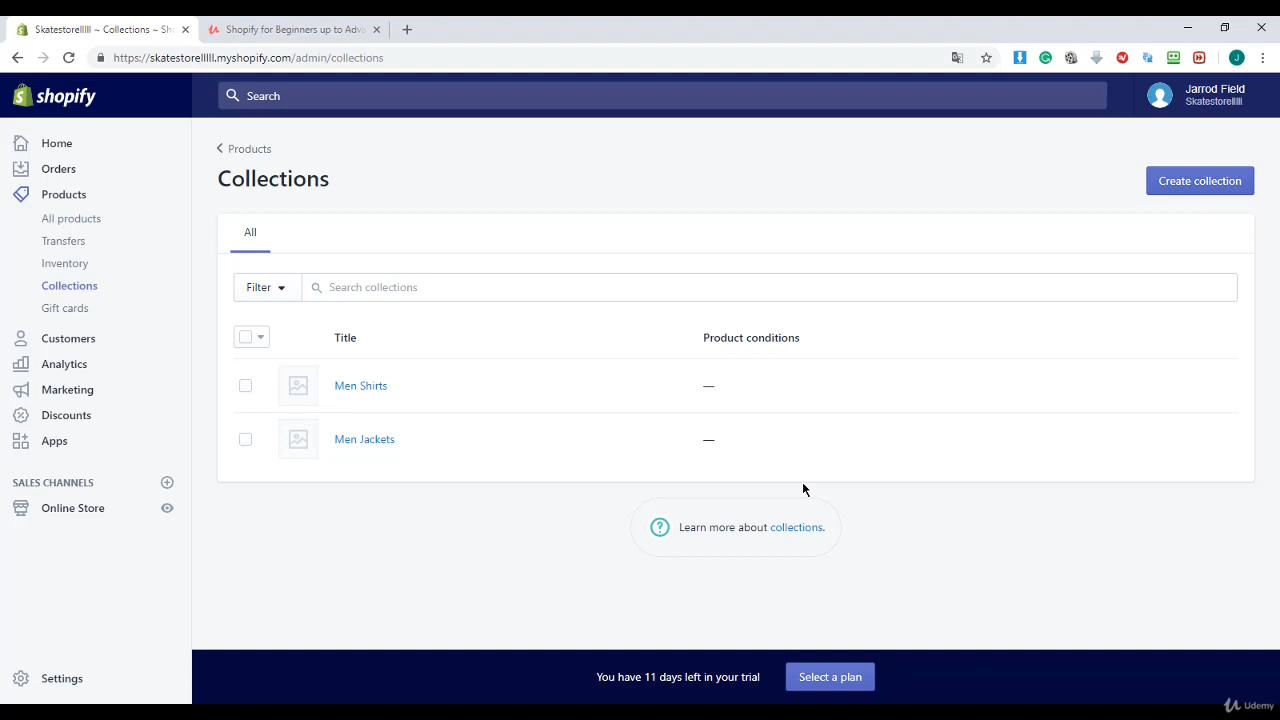 Skatestorelllll ~ Collections ~ Sh
Shopify for Beginners up to Adva
https://skatestorelllll.myshopify.com/admin/collections
J
shopify
Search
Jarrod Field
Skatestorelllll
Home
Orders
Products
All products
Transfers
Inventory
Collections
Gift cards
Customers
Analytics
Marketing
Discounts
Apps
SALES CHANNELS
Online Store
Settings
Products
Collections
Create collection
All
Filter
Search collections
Title
Product conditions
Men Shirts
—
Men Jackets
—
Learn more about collections.
You have 11 days left in your trial
Select a plan
Udemy